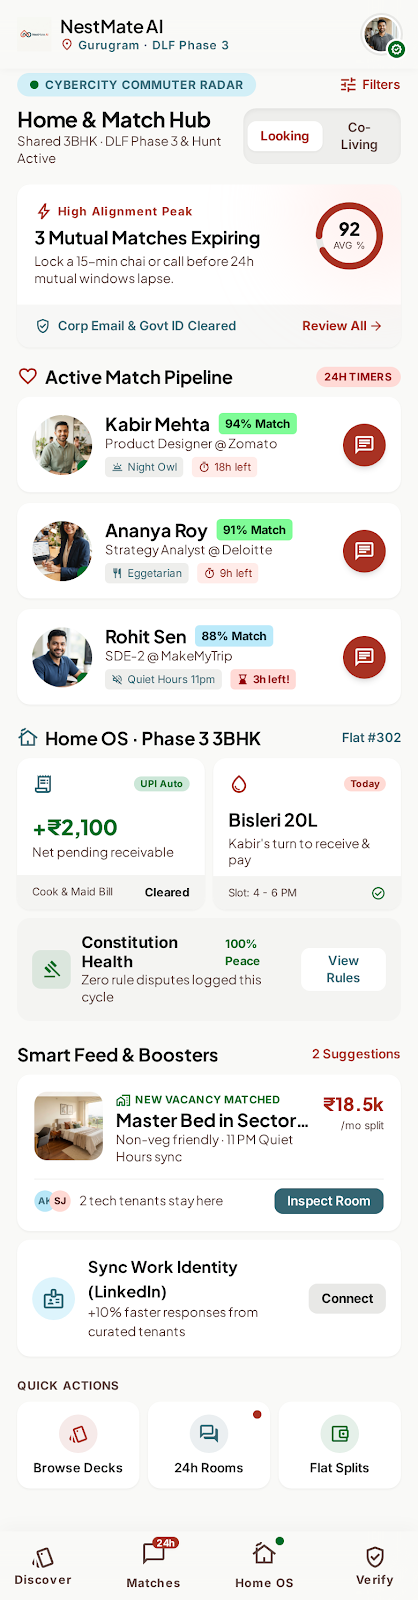 NestMate AI
Gurugram · DLF Phase 3
CYBERCITY COMMUTER RADAR
Filters
Home & Match Hub
Shared 3BHK · DLF Phase 3 & Hunt
Active
Looking
Co-
Living
High Alignment Peak
3 Mutual Matches Expiring
Lock a 15–min chai or call before 24h
mutual windows lapse.
92
AVG %
Corp Email & Govt ID Cleared
Review All →
Active Match Pipeline
24H TIMERS
Kabir Mehta
94% Match
Product Designer @ Zomato
Night Owl
18h left
Ananya Roy
91% Match
Strategy Analyst @ Deloitte
Eggetarian
9h left
Rohit Sen
88% Match
SDE-2 @ MakeMyTrip
Quiet Hours 11pm
3h left!
Home OS · Phase 3 3BHK
Flat #302
UPI Auto
+₹2,100
Net pending receivable
Cook & Maid Bill
Cleared
Today
Bisleri 20L
Kabir's turn to receive &
pay
Slot: 4 - 6 PM
Constitution
Health
100%
Peace
Zero rule disputes logged this
cycle
View
Rules
Smart Feed & Boosters
2 Suggestions
NEW VACANCY MATCHED
Master Bed in Sector...
Non-veg friendly · 11 PM Quiet
Hours sync
₹18.5k
/mo split
SJ
2 tech tenants stay here
Inspect Room
Sync Work Identity
(LinkedIn)
+10% faster responses from
curated tenants
Connect
QUICK ACTIONS
Browse Decks
24h Rooms
Flat Splits
Discover
24h
Matches
Home OS
Verify